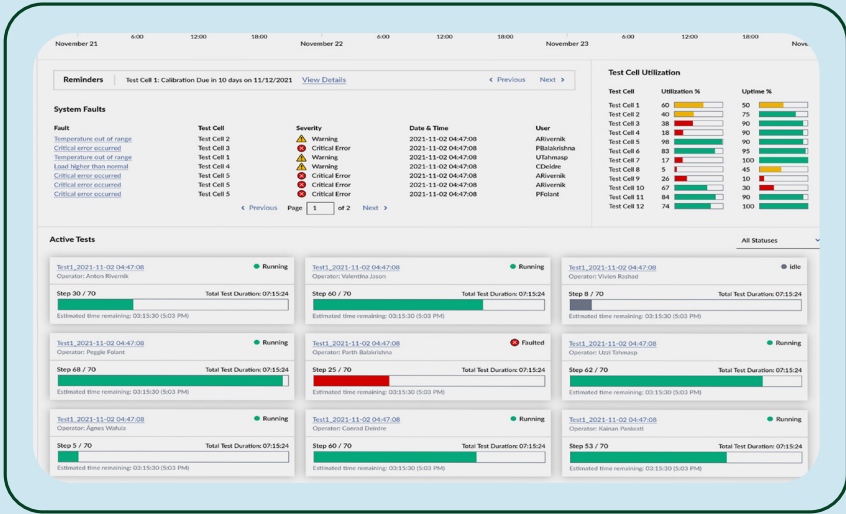 6:00 12:00 18:00 6:00 12:00 18:00 6:00 12:00 18:00
November 21 November 22 November 23 Nove
Reminders Test Cell 1: Calibration Due in 10 days on 11/12/2021 View Details < Previous Next >
System Faults
Fault Test Cell Severity Date & Time User
Temperature out of range Test Cell 2 Warning 2021-11-02 04:47:08 ARivernik
Critical error occurred Test Cell 3 Critical Error 2021-11-02 04:47:08 PBalakrishna
Temperature out of range Test Cell 1 Warning 2021-11-02 04:47:08 UTahmasp
Load higher than normal Test Cell 4 Warning 2021-11-02 04:47:08 CDeidre
Critical error occurred Test Cell 5 Critical Error 2021-11-02 04:47:08 ARivernik
Critical error occurred Test Cell 5 Critical Error 2021-11-02 04:47:08 ARivernik
Critical error occurred Test Cell 5 Critical Error 2021-11-02 04:47:08 PFolant
< Previous Page 1 of 2 Next >
Test Cell Utilization
Test Cell Utilization % Uptime %
Test Cell 1 60 50
Test Cell 2 40 75
Test Cell 3 38 90
Test Cell 4 18 90
Test Cell 5 98 90
Test Cell 6 83 95
Test Cell 7 17 100
Test Cell 8 5 45
Test Cell 9 26 10
Test Cell 10 67 30
Test Cell 11 84 90
Test Cell 12 74 100
Active Tests All Statuses
Test1_2021-11-02 04:47:08 Running
Operator: Anton Rivernik
Step 30 / 70 Total Test Duration: 07:15:24
Estimated time remaining: 03:15:30 (5:03 PM)
Test1_2021-11-02 04:47:08 Running
Operator: Valentina Jason
Step 60 / 70 Total Test Duration: 07:15:24
Estimated time remaining: 03:15:30 (5:03 PM)
Test1_2021-11-02 04:47:08 idle
Operator: Vivien Rashad
Step 8 / 70 Total Test Duration: 07:15:24
Estimated time remaining: 03:15:30 (5:03 PM)
Test1_2021-11-02 04:47:08 Running
Operator: Peggie Folant
Step 68 / 70 Total Test Duration: 07:15:24
Estimated time remaining: 03:15:30 (5:03 PM)
Test1_2021-11-02 04:47:08 Faulted
Operator: Parth Balakrishna
Step 25 / 70 Total Test Duration: 07:15:24
Estimated time remaining: 03:15:30 (5:03 PM)
Test1_2021-11-02 04:47:08 Running
Operator: Uzzi Tahmasp
Step 62 / 70 Total Test Duration: 07:15:24
Estimated time remaining: 03:15:30 (5:03 PM)
Test1_2021-11-02 04:47:08 Running
Operator: Ágnes
Step 5 / 70 Total Test Duration: 07:15:24
Estimated time remaining: 03:15:30 (5:03 PM)
Test1_2021-11-02 04:47:08 Running
Operator: Conrad Deirdre
Step 60 / 70 Total Test Duration: 07:15:24
Estimated time remaining: 03:15:30 (5:03 PM)
Test1_2021-11-02 04:47:08 Running
Operator: Kainan
Step 53 / 70 Total Test Duration: 07:15:24
Estimated time remaining: 03:15:30 (5:03 PM)